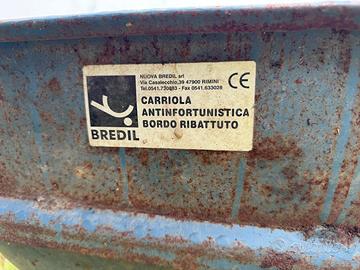 NUOVA BREDIL srl
Via Casalecchio,39 47900 RIMINI
Tel.0541.730083 - Fax 0541.633028
CE
CARRIOLA
ANTINFORTUNISTICA
BORDO RIBATTUTO
BREDIL